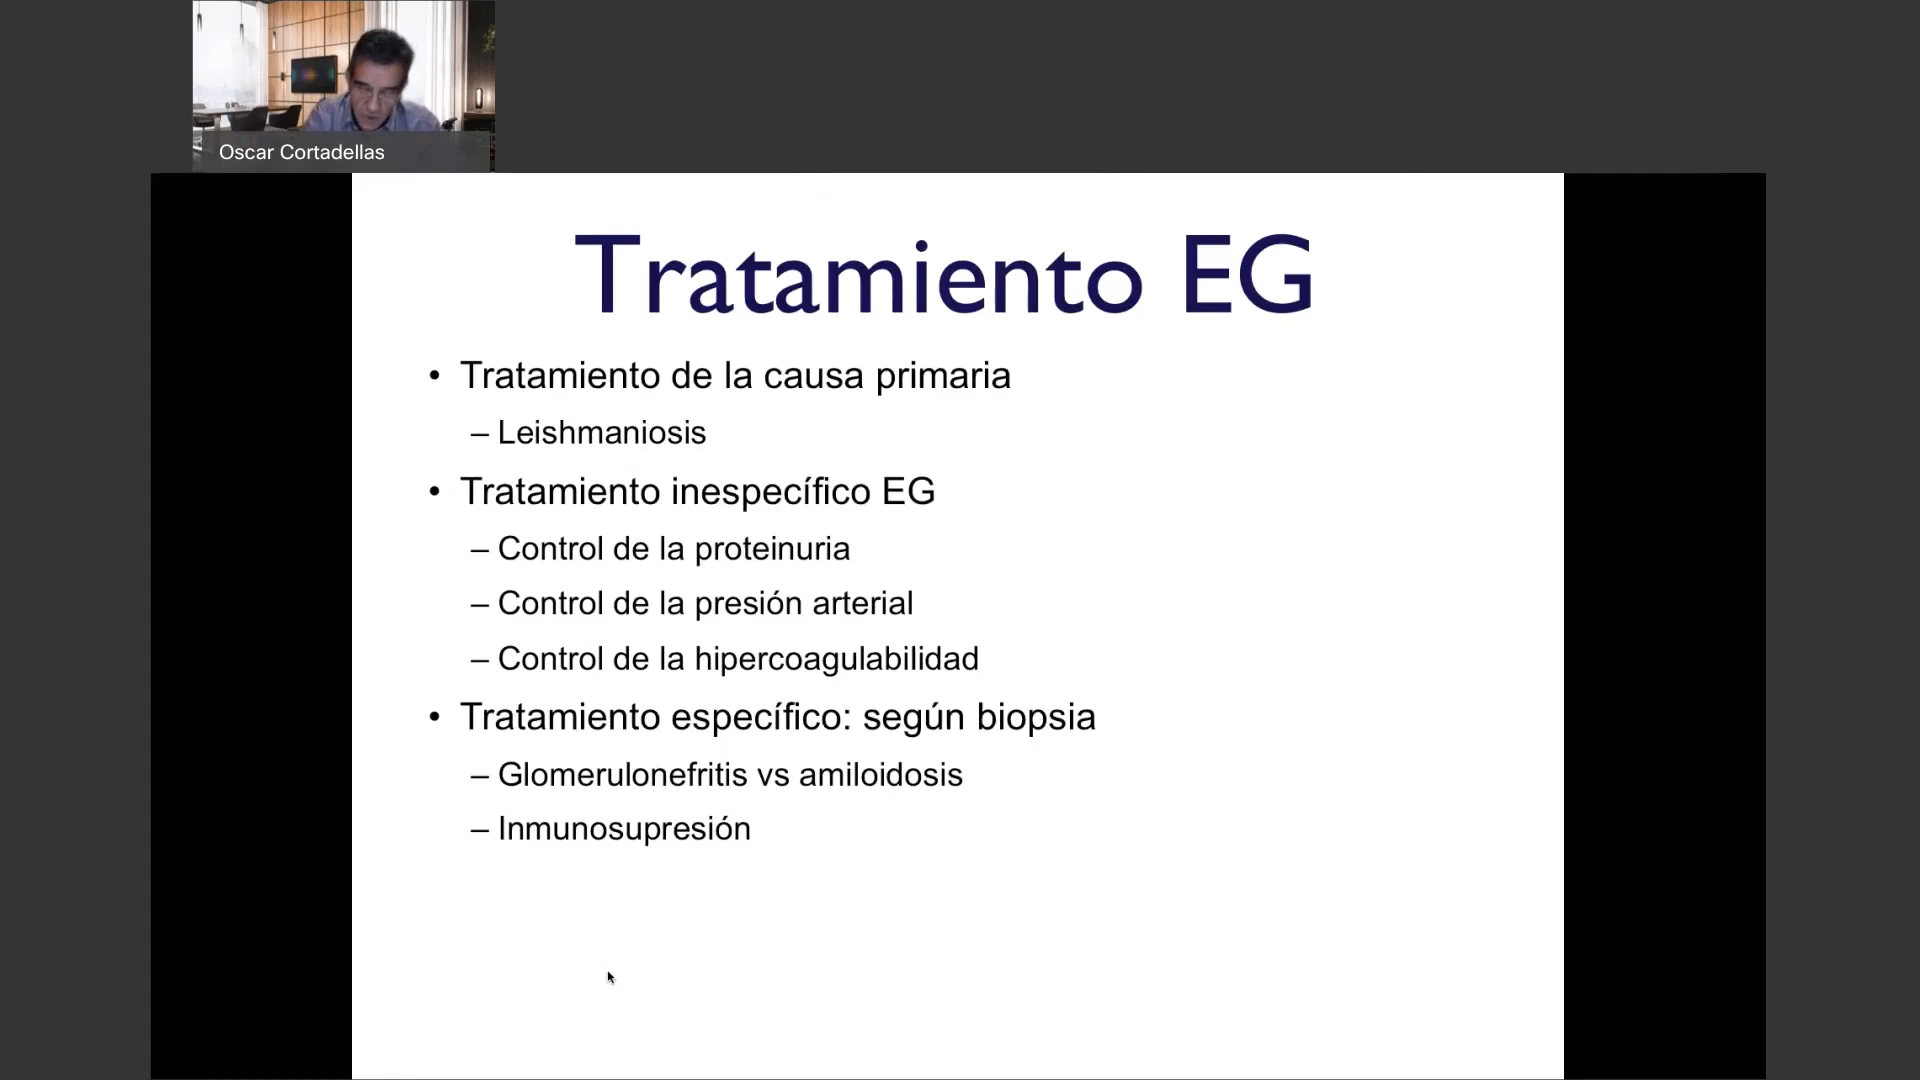 Oscar Cortadellas
Tratamiento EG
• Tratamiento de la causa primaria
– Leishmaniosis
• Tratamiento inespecífico EG
– Control de la proteinuria
– Control de la presión arterial
– Control de la hipercoagulabilidad
• Tratamiento específico: según biopsia
– Glomerulonefritis vs amiloidosis
– Inmunosupresión